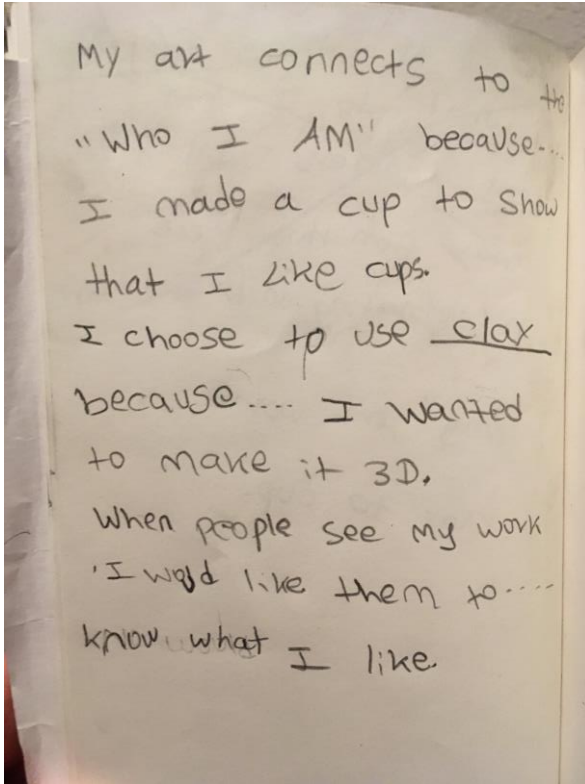 My art connects to the
"Who I AM" because....
I made a cup to Show
that I Like cups.
I choose to use clax
because.... I wanted
to make it 3D.
When people see my work
I would like them to.....
know what I like